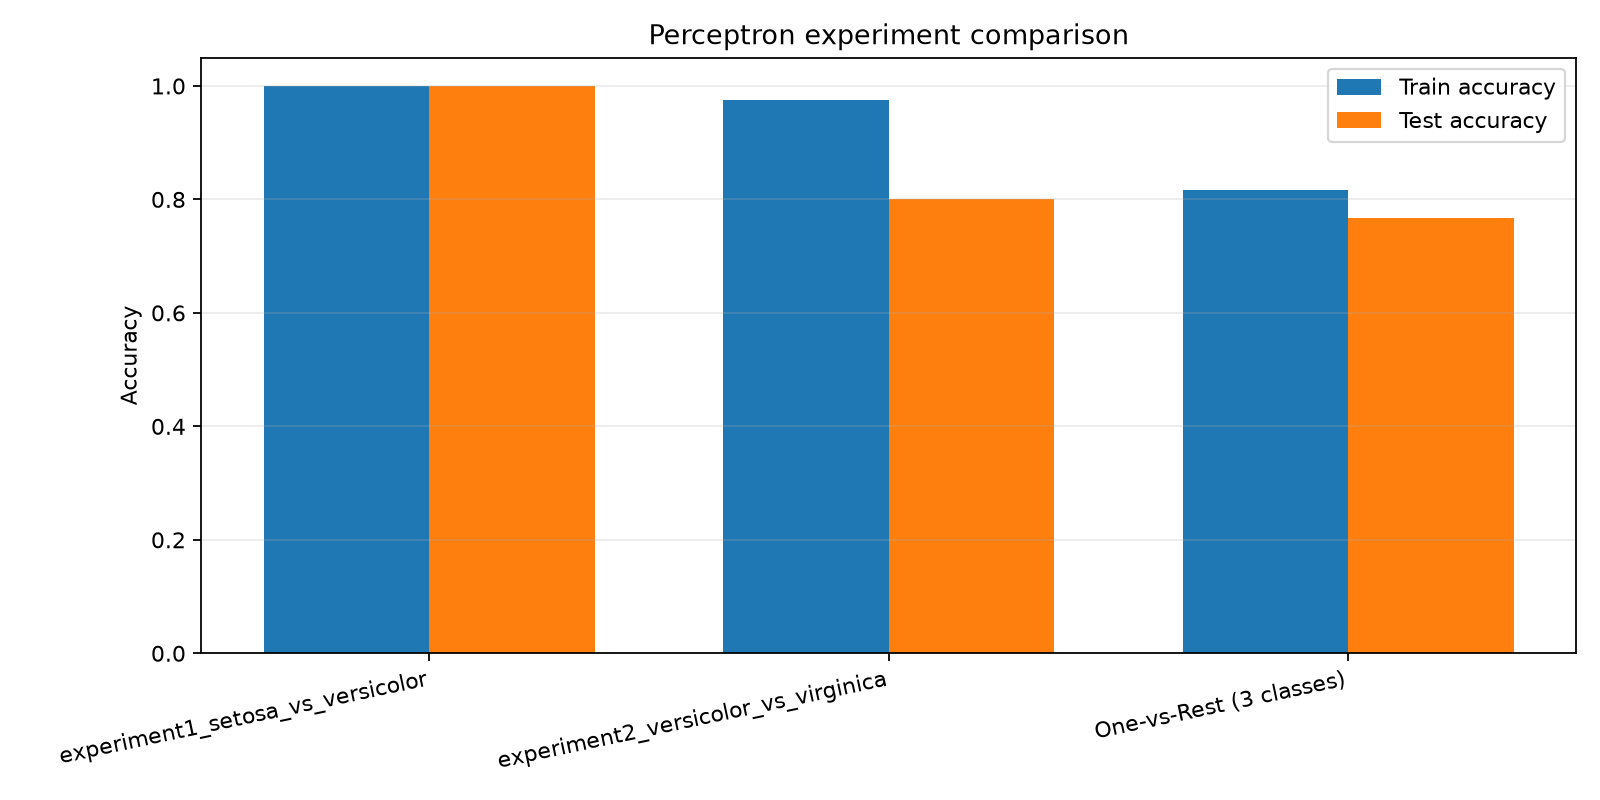 Perceptron experiment comparison
Train accuracy
Test accuracy
Accuracy
1.0
0.8
0.6
0.4
0.2
0.0
experiment1_setosa_vs_versicolor
experiment2_versicolor_vs_virginica
One-vs-Rest (3 classes)